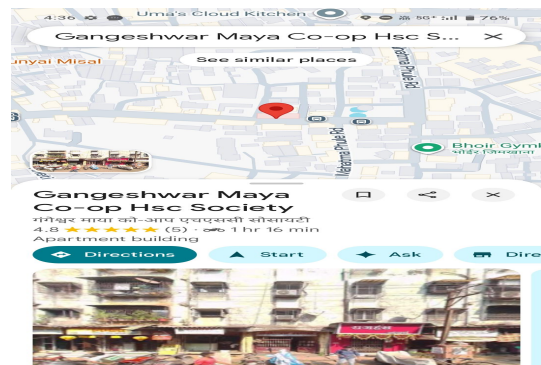 Uma's Cloud Kitchen
4:36
5G+ 76%
Gangeshwar Maya Co-op Hsc S...
unyai Misal
See similar places
Mahatma Phule Rd
Bhoir Gymk
भोईर जिमखाना
Gangeshwar Maya
Co-op Hsc Society
गंगेश्वर माया को-आप एचएससी सोसायटी
4.8 (5) · 1 hr 16 min
Apartment building
Directions
Start
Ask
Dire